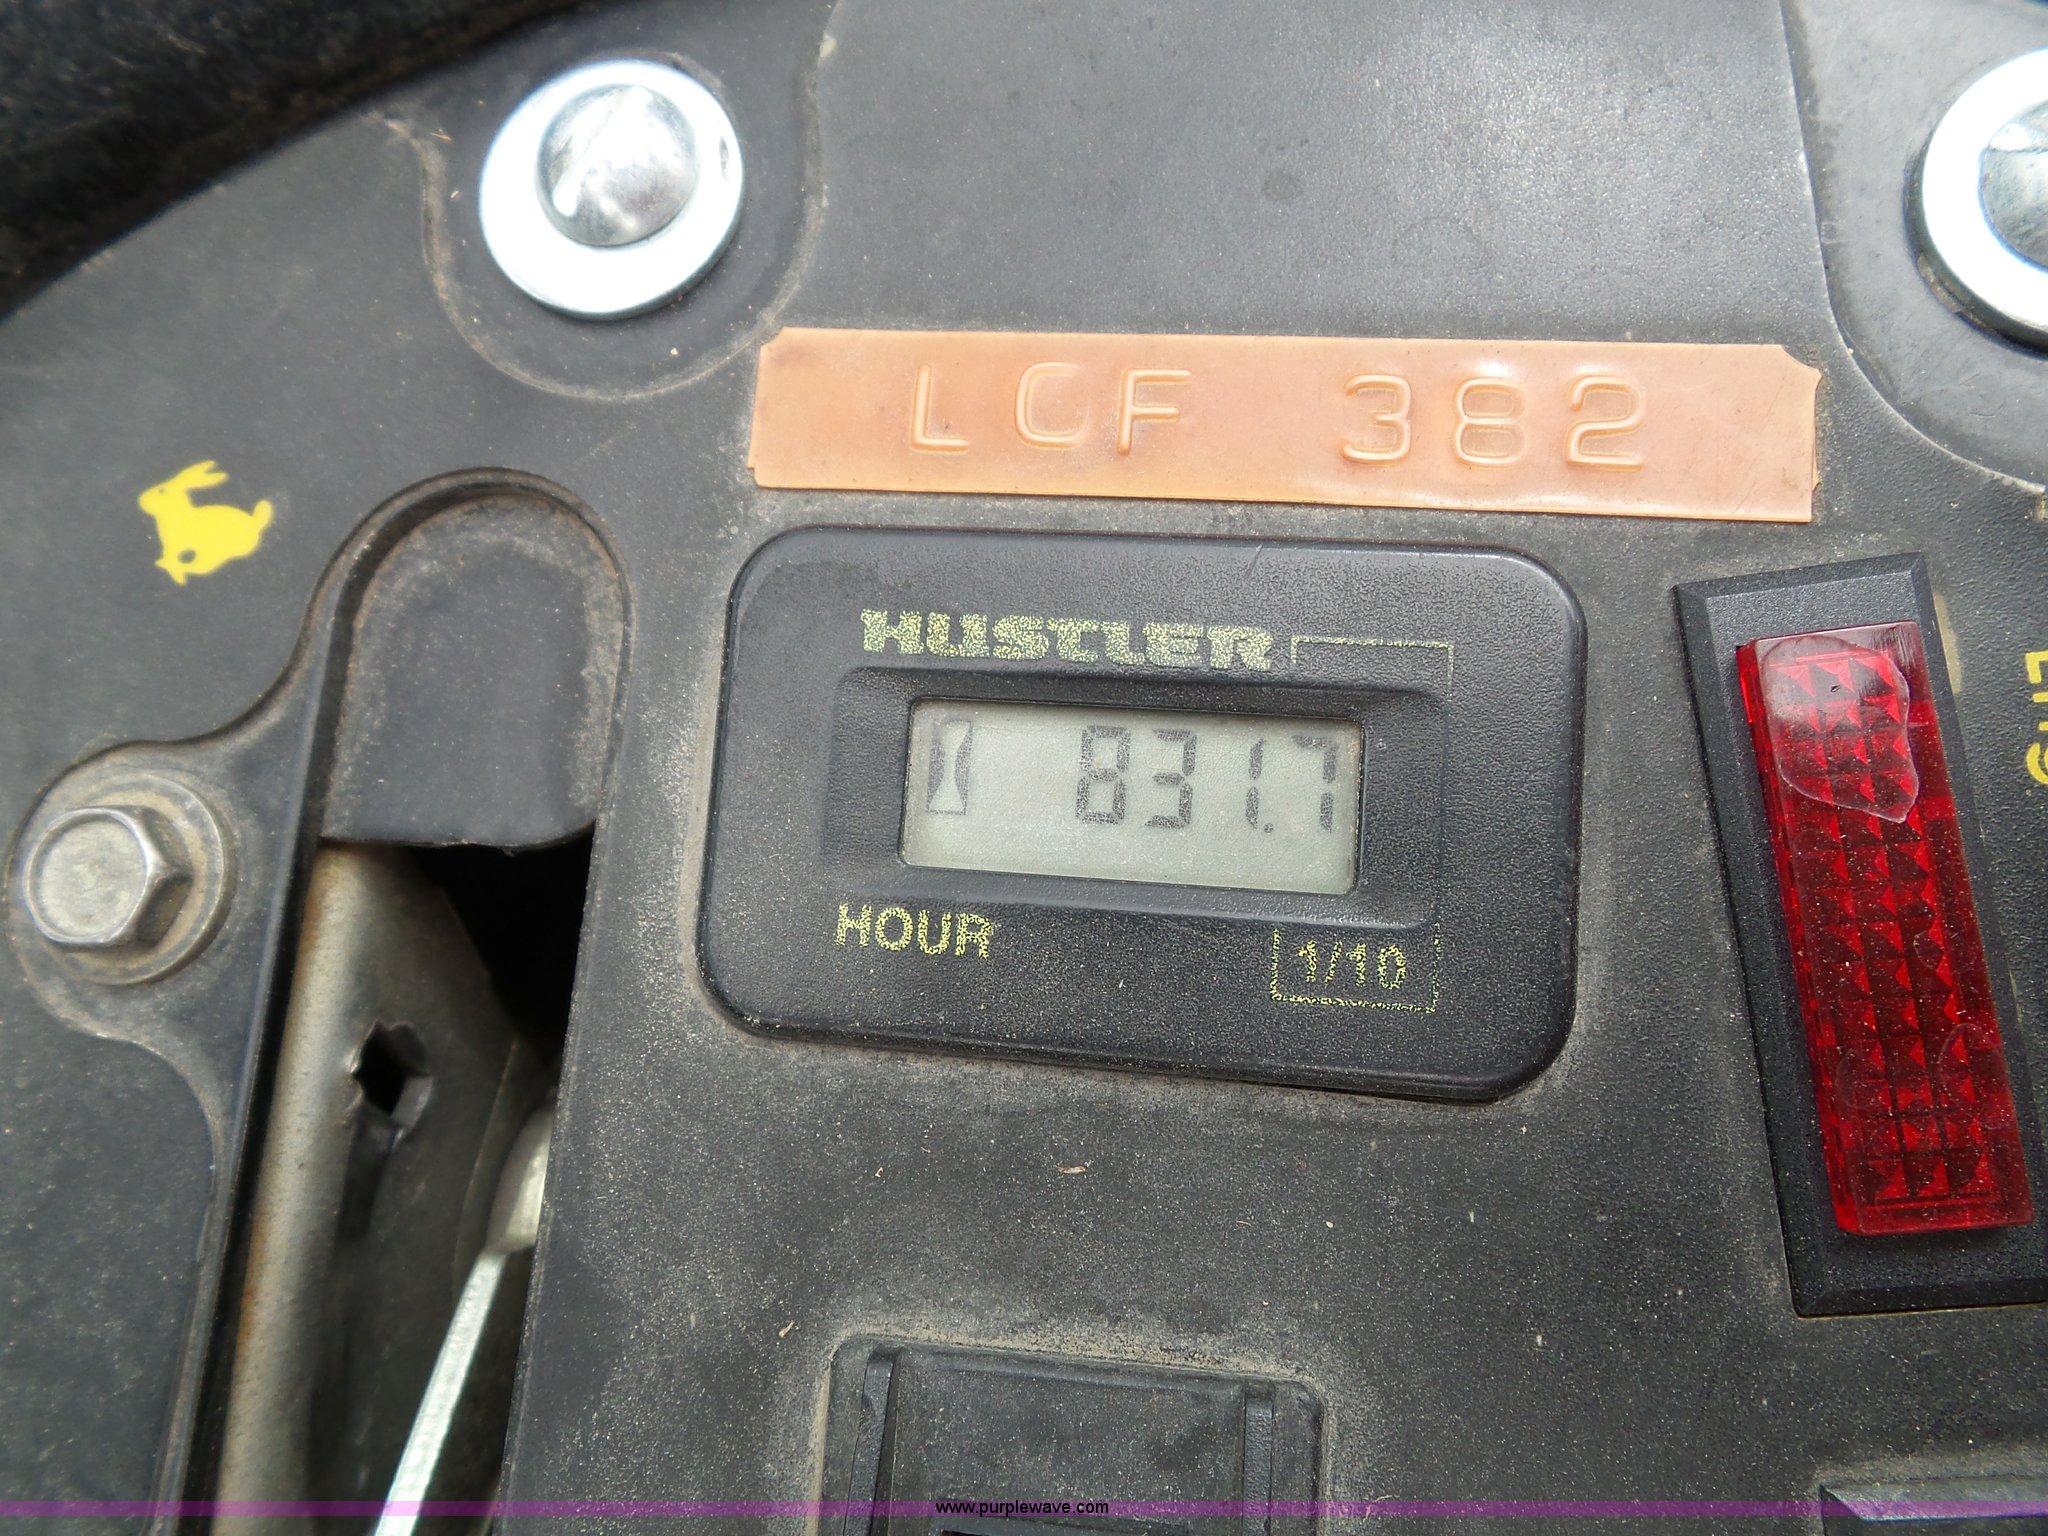 LCF 382
HUSTLER
831.7
HOUR
1/10
www.purplewave.com